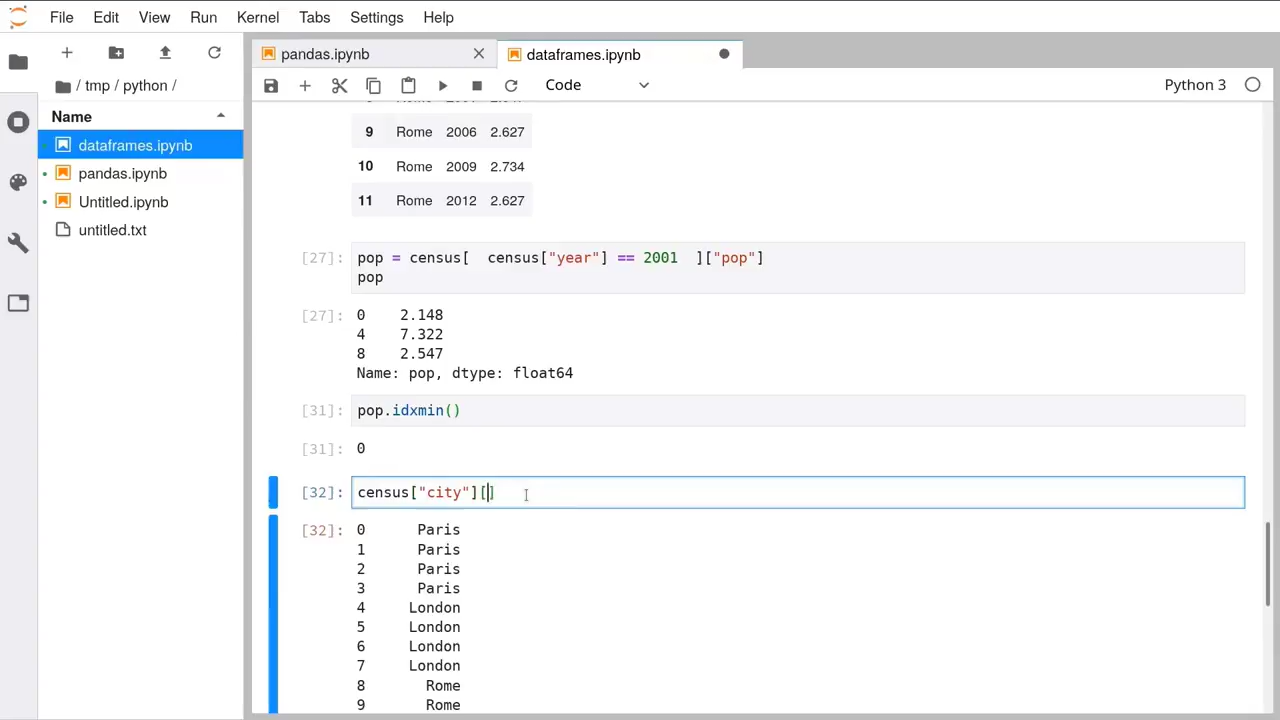 File Edit View Run Kernel Tabs Settings Help
pandas.ipynb
dataframes.ipynb
/ tmp / python /
Code
Python 3
Name
dataframes.ipynb
pandas.ipynb
Untitled.ipynb
untitled.txt
9 Rome 2006 2.627
10 Rome 2009 2.734
11 Rome 2012 2.627
[27]: pop = census[  census["year"] == 2001  ]["pop"]
pop
[27]: 0 2.148
4 7.322
8 2.547
Name: pop, dtype: float64
[31]: pop.idxmin()
[31]: 0
[32]: census["city"][]
[32]: 0 Paris
1 Paris
2 Paris
3 Paris
4 London
5 London
6 London
7 London
8 Rome
9 Rome